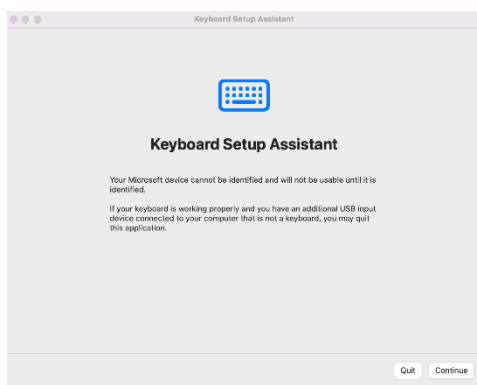 Keyboard Setup Assistant
Keyboard Setup Assistant
Your Microsoft device cannot be identified and will not be usable until it is
identified.
If your keyboard is working properly and you have an additional USB input
device connected to your computer that is not a keyboard, you may quit
this application.
Quit Continue